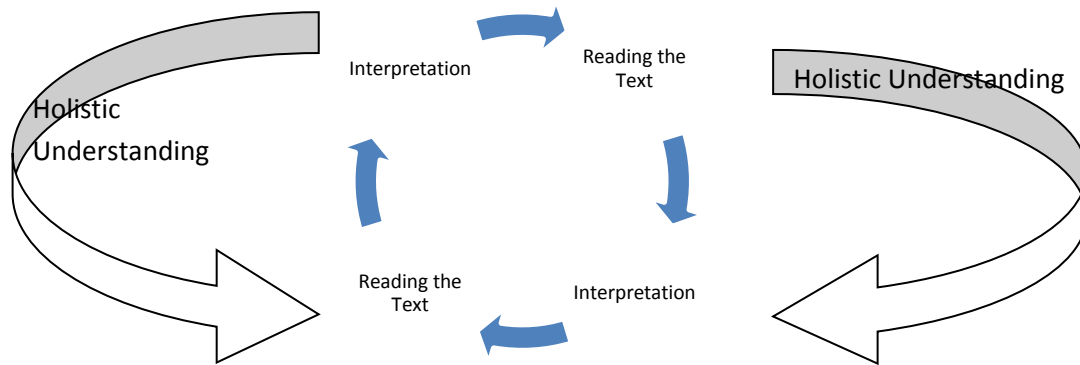 Interpretation
Reading the
Text
Holistic Understanding
Holistic
Understanding
Reading the
Text
Interpretation